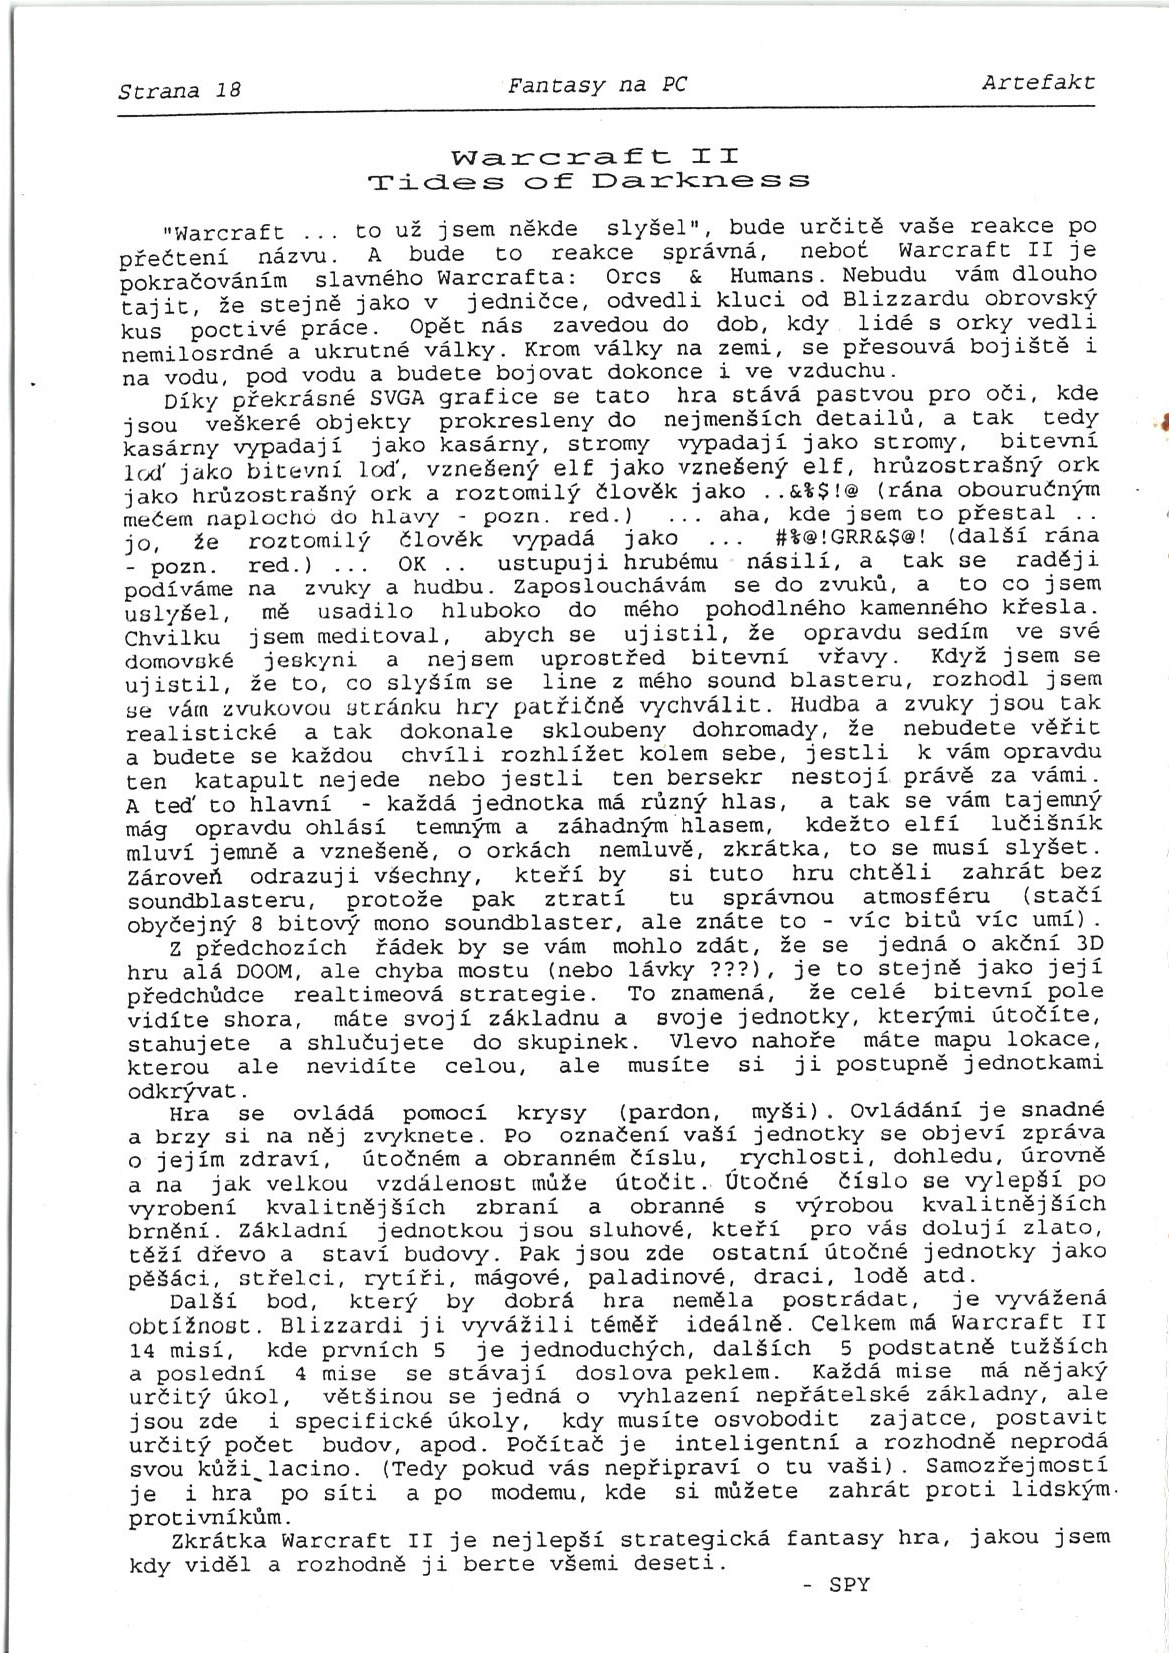 Strana 18 Fantasy na PC Artefakt
Warcraft II
Tides of Darkness
"Warcraft ... to už jsem někde slyšel", bude určitě vaše reakce po
přečtení názvu. A bude to reakce správná, neboť Warcraft II je
pokračováním slavného Warcrafta: Orcs & Humans. Nebudu vám dlouho
tajit, že stejně jako v jedničce, odvedli kluci od Blizzardu obrovský
kus poctivé práce. Opět nás zavedou do dob, kdy lidé s orky vedli
nemilosrdné a ukrutné války. Krom války na zemi, se přesouvá bojiště i
na vodu, pod vodu a budete bojovat dokonce i ve vzduchu.
Díky překrásné SVGA grafice se tato hra stává pastvou pro oči, kde
jsou veškeré objekty prokresleny do nejmenších detailů, a tak tedy
kasárny vypadají jako kasárny, stromy vypadají jako stromy, bitevní
loď jako bitevní loď, vznešený elf jako vznešený elf, hrůzostrašný ork
jako hrůzostrašný ork a roztomilý člověk jako ..&%$!@ (rána obouručným
mečem naplocho do hlavy - pozn. red.) ... aha, kde jsem to přestal ..
jo, že roztomilý člověk vypadá jako ... #%@!GRR&$@! (další rána
- pozn. red.) ... OK .. ustupuji hrubému násilí, a tak se raději
podíváme na zvuky a hudbu. Zaposlouchávám se do zvuků, a to co jsem
uslyšel, mě usadilo hluboko do mého pohodlného kamenného křesla.
Chvilku jsem meditoval, abych se ujistil, že opravdu sedím ve své
domovské jeskyni a nejsem uprostřed bitevní vřavy. Když jsem se
ujistil, že to, co slyším se line z mého sound blasteru, rozhodl jsem
se vám zvukovou stránku hry patřičně vychválit. Hudba a zvuky jsou tak
realistické a tak dokonale skloubeny dohromady, že nebudete věřit
a budete se každou chvíli rozhlížet kolem sebe, jestli k vám opravdu
ten katapult nejede nebo jestli ten bersekr nestojí právě za vámi.
A teď to hlavní - každá jednotka má různý hlas, a tak se vám tajemný
mág opravdu ohlásí temným a záhadným hlasem, kdežto elfí lučišník
mluví jemně a vznešeně, o orkách nemluvě, zkrátka, to se musí slyšet.
Zároveň odrazuji všechny, kteří by si tuto hru chtěli zahrát bez
soundblasteru, protože pak ztratí tu správnou atmosféru (stačí
obyčejný 8 bitový mono soundblaster, ale znáte to - víc bitů víc umí).
Z předchozích řádek by se vám mohlo zdát, že se jedná o akční 3D
hru alá DOOM, ale chyba mostu (nebo lávky ???), je to stejně jako její
předchůdce realtimeová strategie. To znamená, že celé bitevní pole
vidíte shora, máte svojí základnu a svoje jednotky, kterými útočíte,
stahujete a shlučujete do skupinek. Vlevo nahoře máte mapu lokace,
kterou ale nevidíte celou, ale musíte si ji postupně jednotkami
odkrývat.
Hra se ovládá pomocí krysy (pardon, myši). Ovládání je snadné
a brzy si na něj zvyknete. Po označení vaší jednotky se objeví zpráva
o jejím zdraví, útočném a obranném číslu, rychlosti, dohledu, úrovně
a na jak velkou vzdálenost může útočit. Útočné číslo se vylepší po
vyrobení kvalitnějších zbraní a obranné s výrobou kvalitnějších
brnění. Základní jednotkou jsou sluhové, kteří pro vás dolují zlato,
těží dřevo a staví budovy. Pak jsou zde ostatní útočné jednotky jako
pěšáci, střelci, rytíři, mágové, paladinové, draci, lodě atd.
Další bod, který by dobrá hra neměla postrádat, je vyvážená
obtížnost. Blizzardi ji vyvážili téměř ideálně. Celkem má Warcraft II
14 misí, kde prvních 5 je jednoduchých, dalších 5 podstatně tužších
a poslední 4 mise se stávají doslova peklem. Každá mise má nějaký
určitý úkol, většinou se jedná o vyhlazení nepřátelské základny, ale
jsou zde i specifické úkoly, kdy musíte osvobodit zajatce, postavit
určitý počet budov, apod. Počítač je inteligentní a rozhodně neprodá
svou kůži lacino. (Tedy pokud vás nepřipraví o tu vaši). Samozřejmostí
je i hra po síti a po modemu, kde si můžete zahrát proti lidským
protivníkům.
Zkrátka Warcraft II je nejlepší strategická fantasy hra, jakou jsem
kdy viděl a rozhodně ji berte všemi deseti.
- SPY